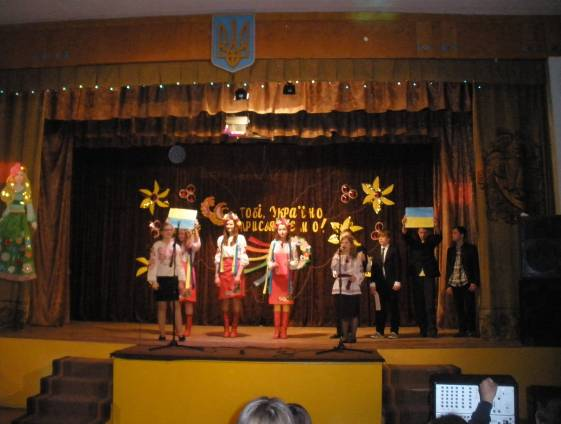 тобі, Україно
присвячуємо!